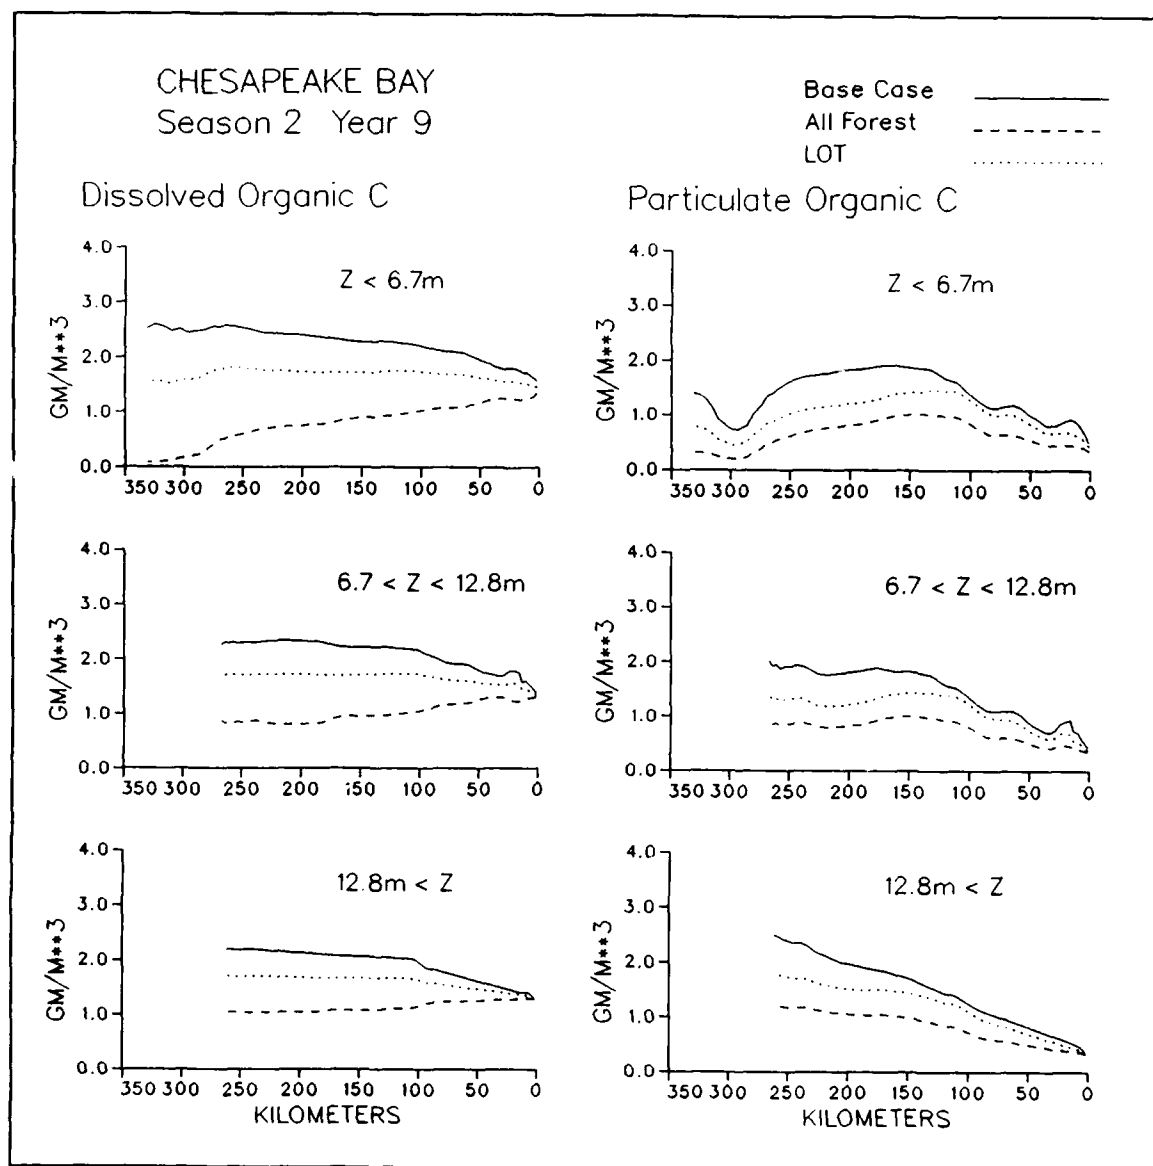 CHESAPEAKE BAY
Season 2 Year 9
Base Case
All Forest
LOT
Dissolved Organic C
Particulate Organic C
Z < 6.7m
4.0
3.0
2.0
1.0
0.0
GM/M**3
350 300 250 200 150 100 50 0
Z < 6.7m
4.0
3.0
2.0
1.0
0.0
GM/M**3
350 300 250 200 150 100 50 0
6.7 < Z < 12.8m
4.0
3.0
2.0
1.0
0.0
GM/M**3
350 300 250 200 150 100 50 0
6.7 < Z < 12.8m
4.0
3.0
2.0
1.0
0.0
GM/M**3
350 300 250 200 150 100 50 0
12.8m < Z
4.0
3.0
2.0
1.0
0.0
GM/M**3
350 300 250 200 150 100 50 0
KILOMETERS
12.8m < Z
4.0
3.0
2.0
1.0
0.0
GM/M**3
350 300 250 200 150 100 50 0
KILOMETERS